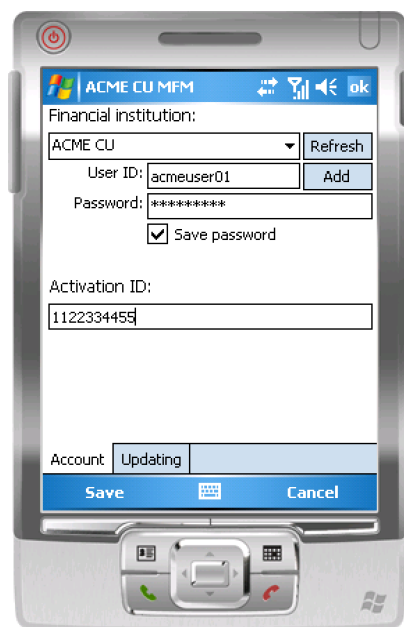 ACME CU MFM ok
Financial institution:
ACME CU Refresh
User ID: acmeuser01 Add
Password: *********
Save password
Activation ID:
1122334455
Account Updating
Save Cancel